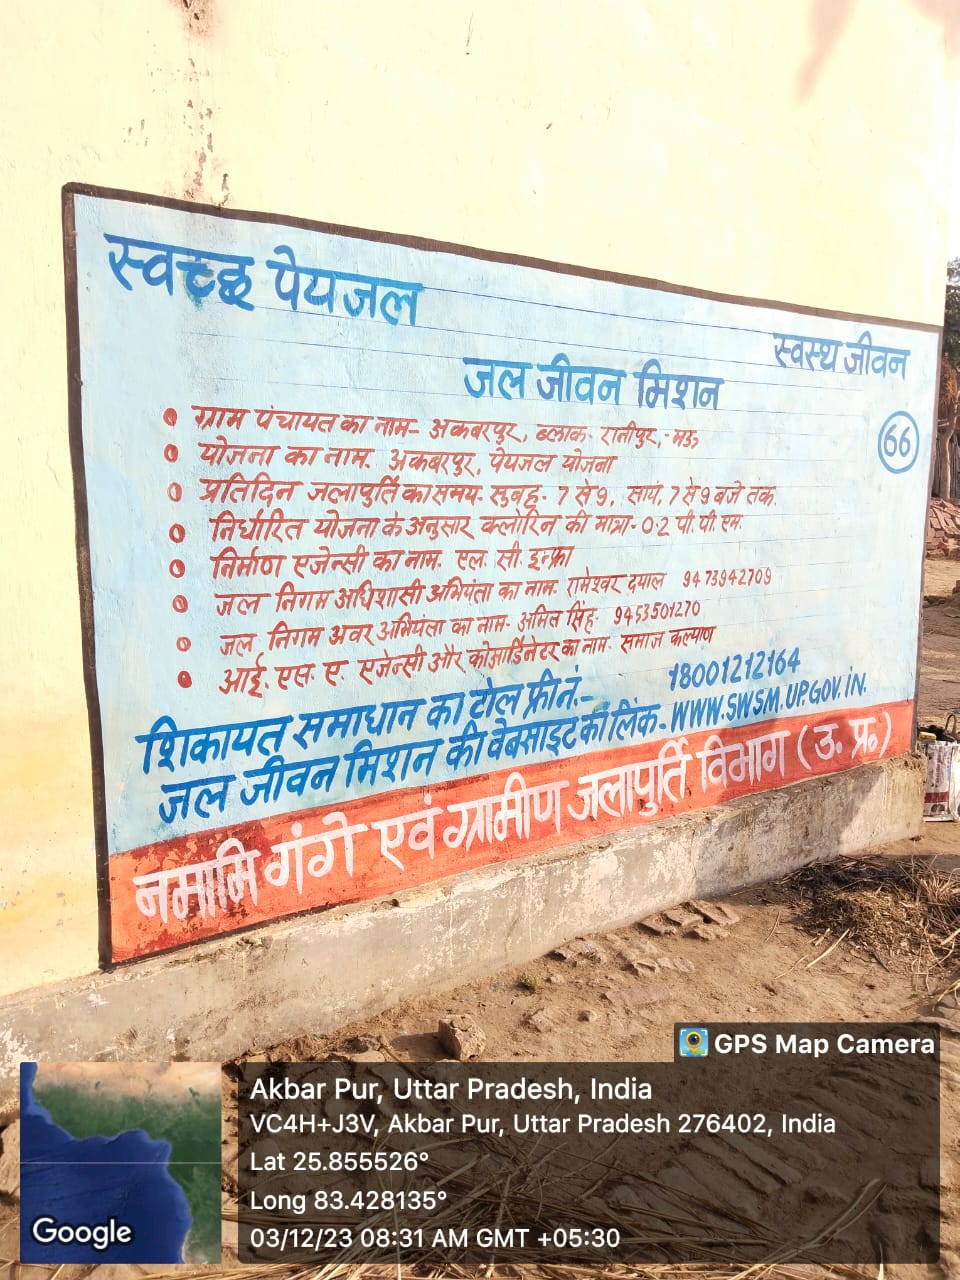 स्वच्छ पेयजल
स्वस्थ जीवन
जल जीवन मिशन
66
ग्राम पंचायत का नाम- अकबरपुर, ब्लाक- रानीपुर,- मऊ
योजना का नाम- अकबरपुर, पेयजल योजना
प्रतिदिन जलापुर्ति का समय- सुबह- 7 से 9, सायं, 7 से 9 बजे तक
निर्धारित योजना के अनुसार क्लोरिन की मात्रा- 0.2 पी. पी. एम.
निर्माण एजेन्सी का नाम- एल. सी. इन्फ्रा
जल निगम अधिशासी अभियंता का नाम- रामेश्वर दयाल 9473942709
जल निगम अवर अभियंता का नाम- अमित सिंह- 9453501270
आई. एस. ए. एजेन्सी और कोआर्डिनेटर का नाम- समाज कल्याण
शिकायत समाधान का टोल फ्री नं.- 18001212164
जल जीवन मिशन की वेबसाइट की लिंक- WWW.SWSM.UP.GOV.IN.
नमामि गंगे एवं ग्रामीण जलापुर्ति विभाग (उ. प्र.)
GPS Map Camera
Akbar Pur, Uttar Pradesh, India
VC4H+J3V, Akbar Pur, Uttar Pradesh 276402, India
Lat 25.855526°
Long 83.428135°
03/12/23 08:31 AM GMT +05:30
Google